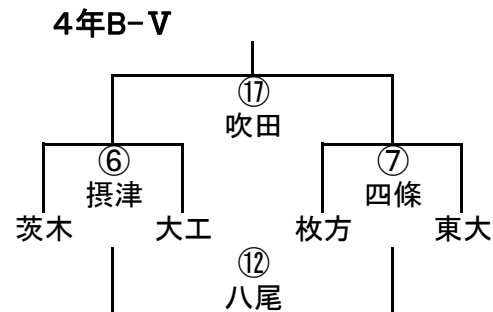 4年B-Ⅴ
⑰
吹田
⑥ ⑦
摂津 四條
茨木 大工 枚方 東大
⑫
八尾